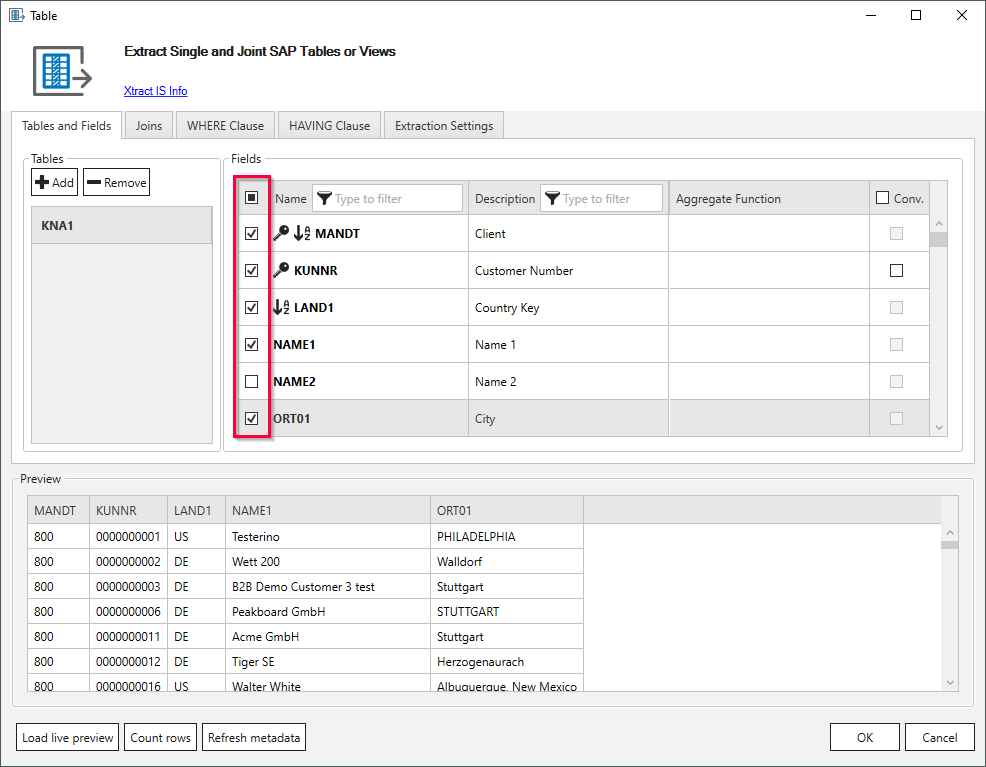 Table
Extract Single and Joint SAP Tables or Views
Xtract IS Info
Tables and Fields Joins WHERE Clause HAVING Clause Extraction Settings
Tables
Add Remove
KNA1
Fields
Name Type to filter Description Type to filter Aggregate Function Conv.
MANDT Client
KUNNR Customer Number
LAND1 Country Key
NAME1 Name 1
NAME2 Name 2
ORT01 City
Preview
MANDT KUNNR LAND1 NAME1 ORT01
800 0000000001 US Testerino PHILADELPHIA
800 0000000002 DE Wett 200 Walldorf
800 0000000003 DE B2B Demo Customer 3 test Stuttgart
800 0000000006 DE Peakboard GmbH STUTTGART
800 0000000011 DE Acme GmbH Stuttgart
800 0000000012 DE Tiger SE Herzogenaurach
800 0000000016 US Walter White Albuquerque, New Mexico
Load live preview Count rows Refresh metadata OK Cancel